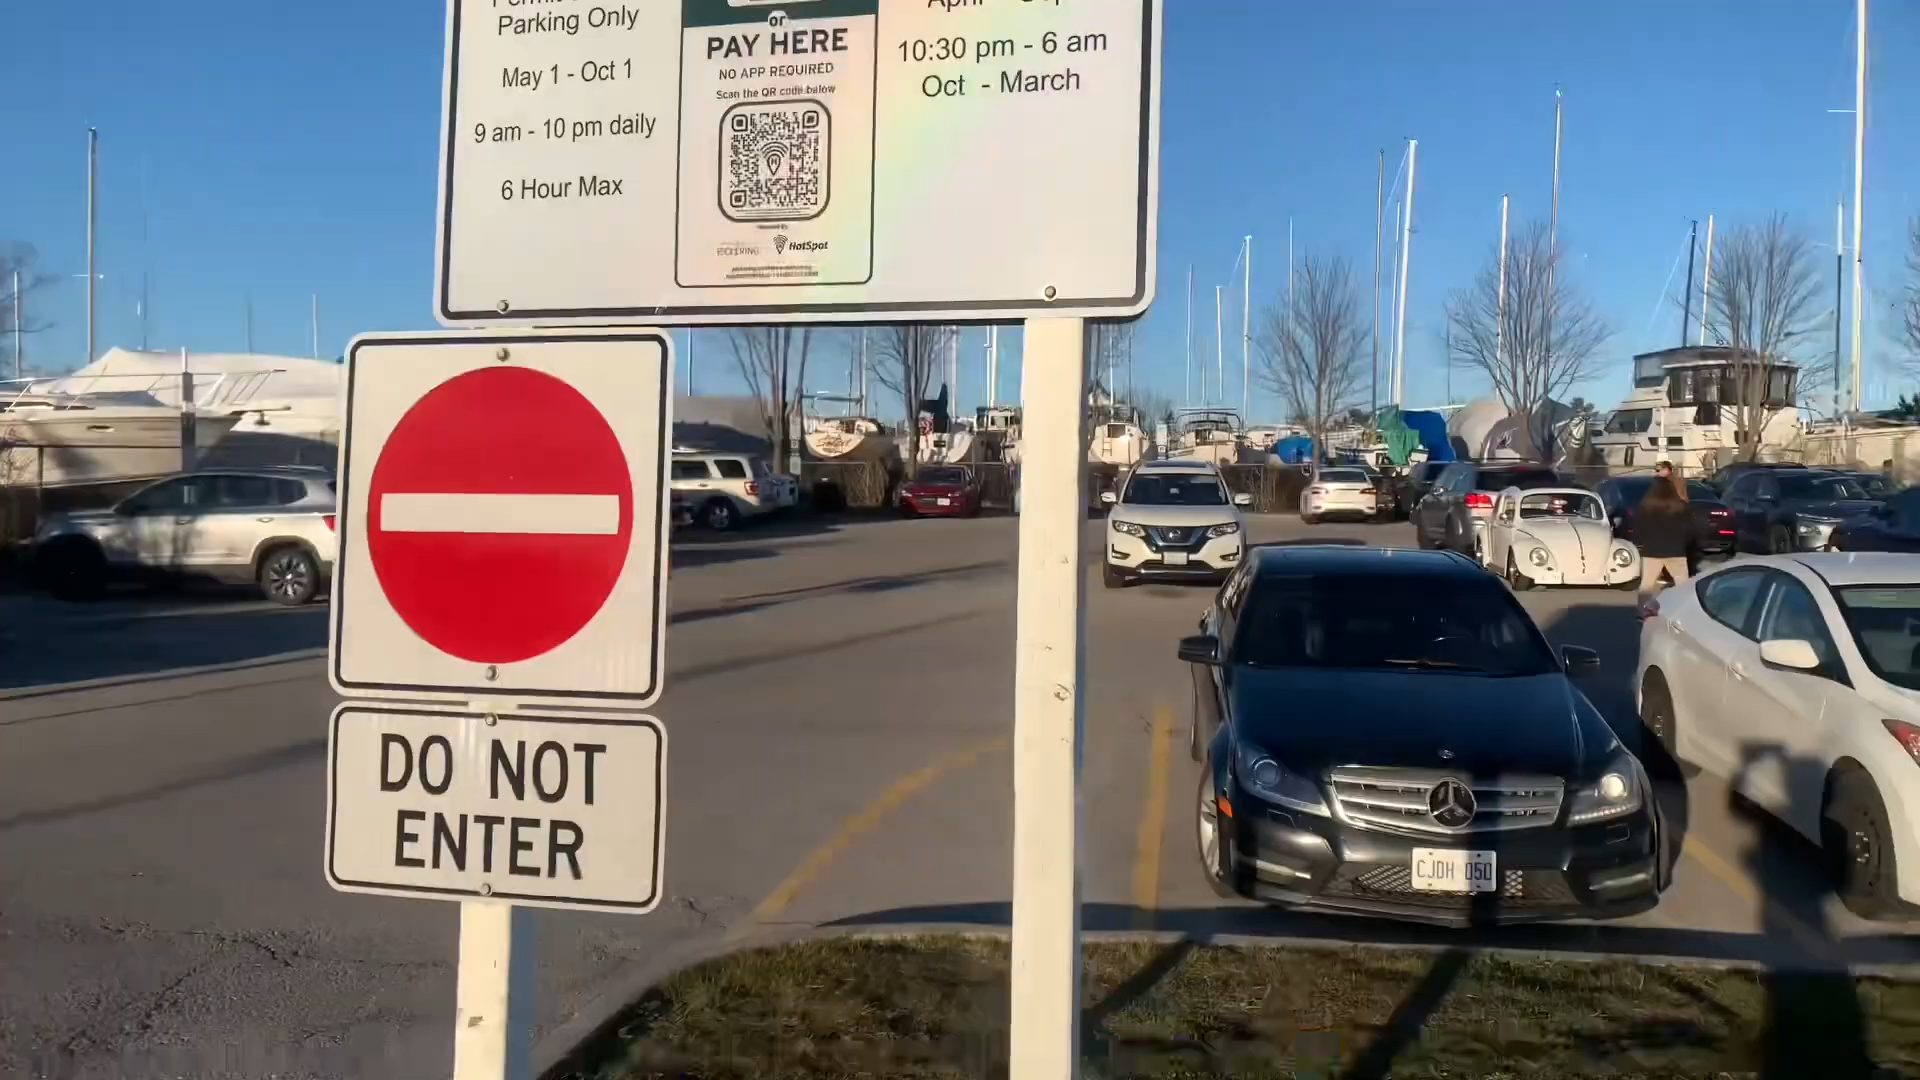 Parking Only
May 1 - Oct 1
9 am - 10 pm daily
6 Hour Max
or
PAY HERE
NO APP REQUIRED
Scan the QR code below
PICKERING
HotSpot
10:30 pm - 6 am
Oct - March
DO NOT
ENTER
CJDH 050